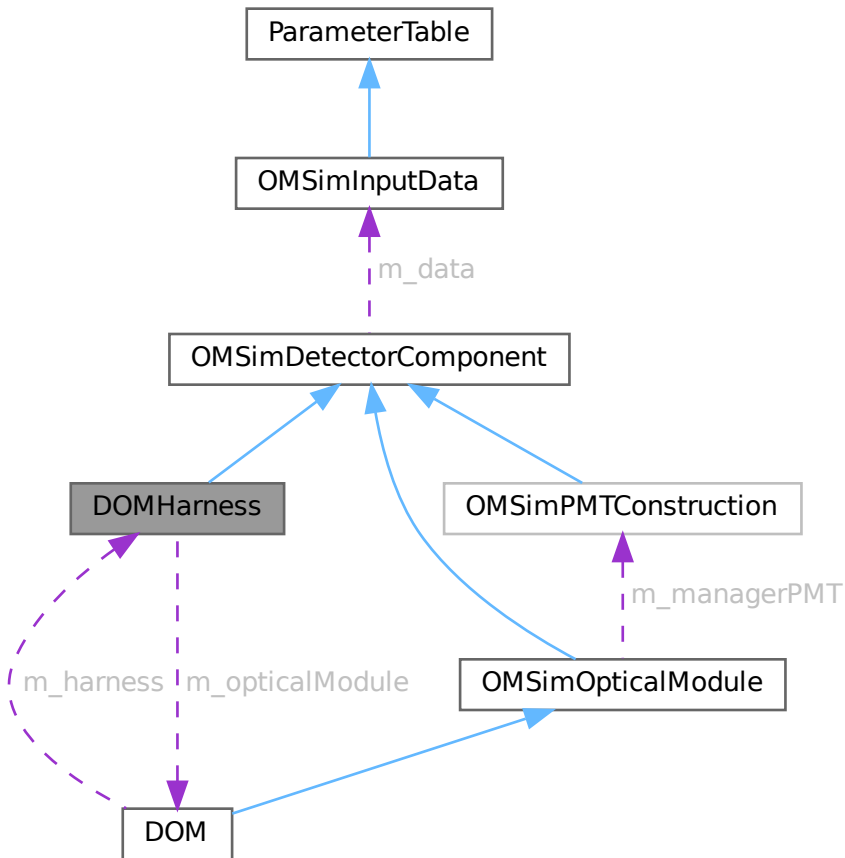 ParameterTable
OMSimInputData
m_data
OMSimDetectorComponent
DOMHarness
OMSimPMTConstruction
m_managerPMT
m_harness
m_opticalModule
OMSimOpticalModule
DOM